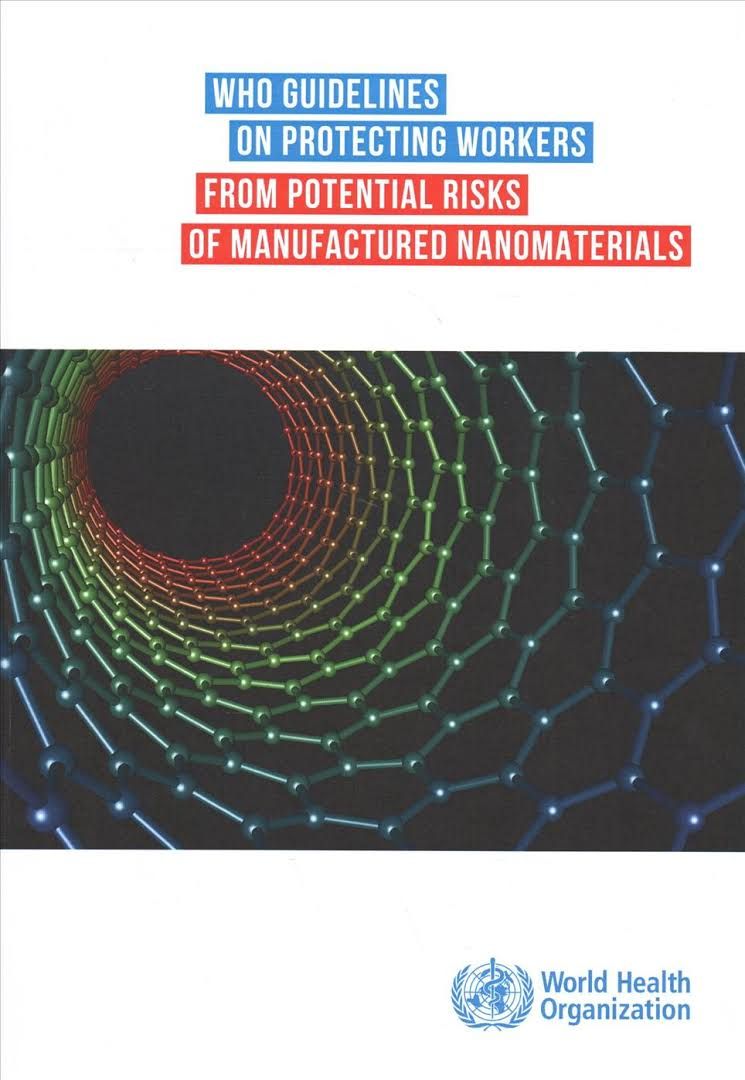 WHO GUIDELINES
ON PROTECTING WORKERS
FROM POTENTIAL RISKS
OF MANUFACTURED NANOMATERIALS
World Health
Organization